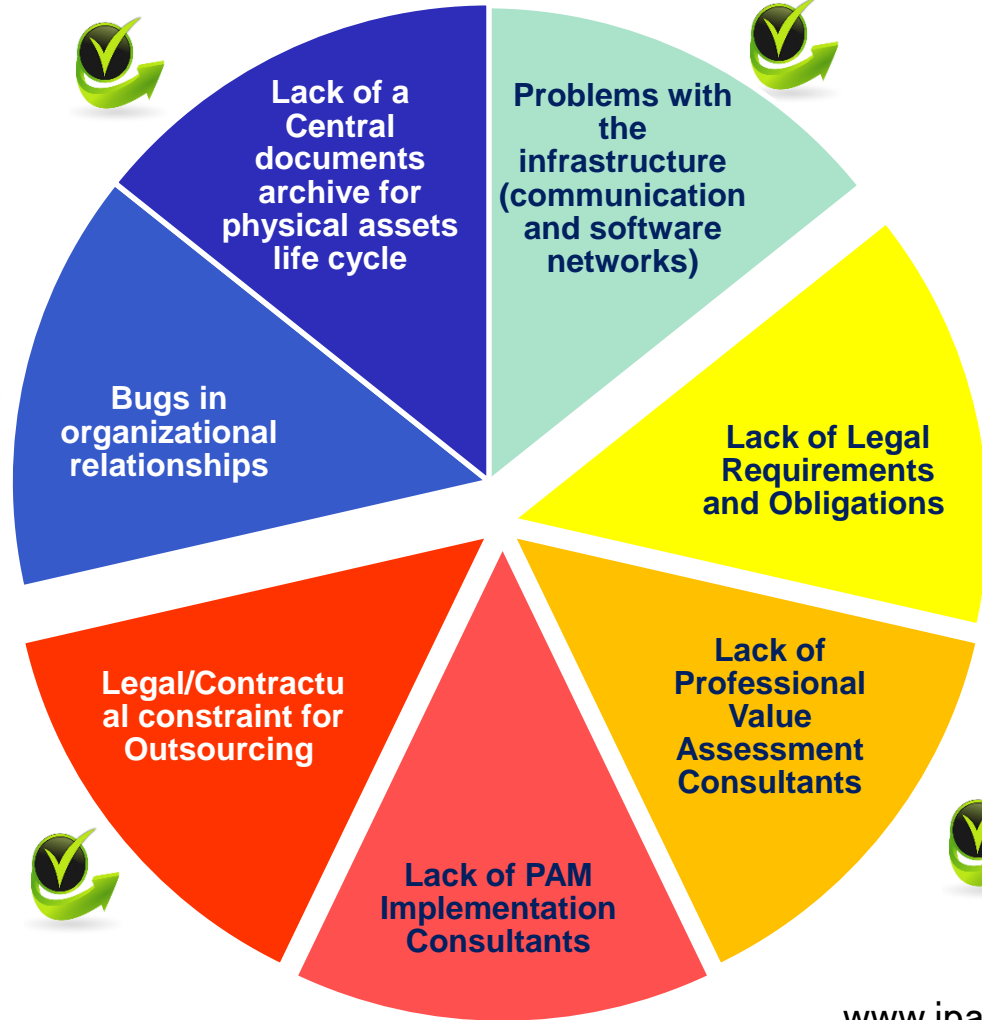 Lack of a
Central
documents
archive for
physical assets
life cycle
Problems with
the
infrastructure
(communication
and software
networks)
Bugs in
organizational
relationships
Lack of Legal
Requirements
and Obligations
Legal/Contractu
al constraint for
Outsourcing
Lack of
Professional
Value
Assessment
Consultants
Lack of PAM
Implementation
Consultants